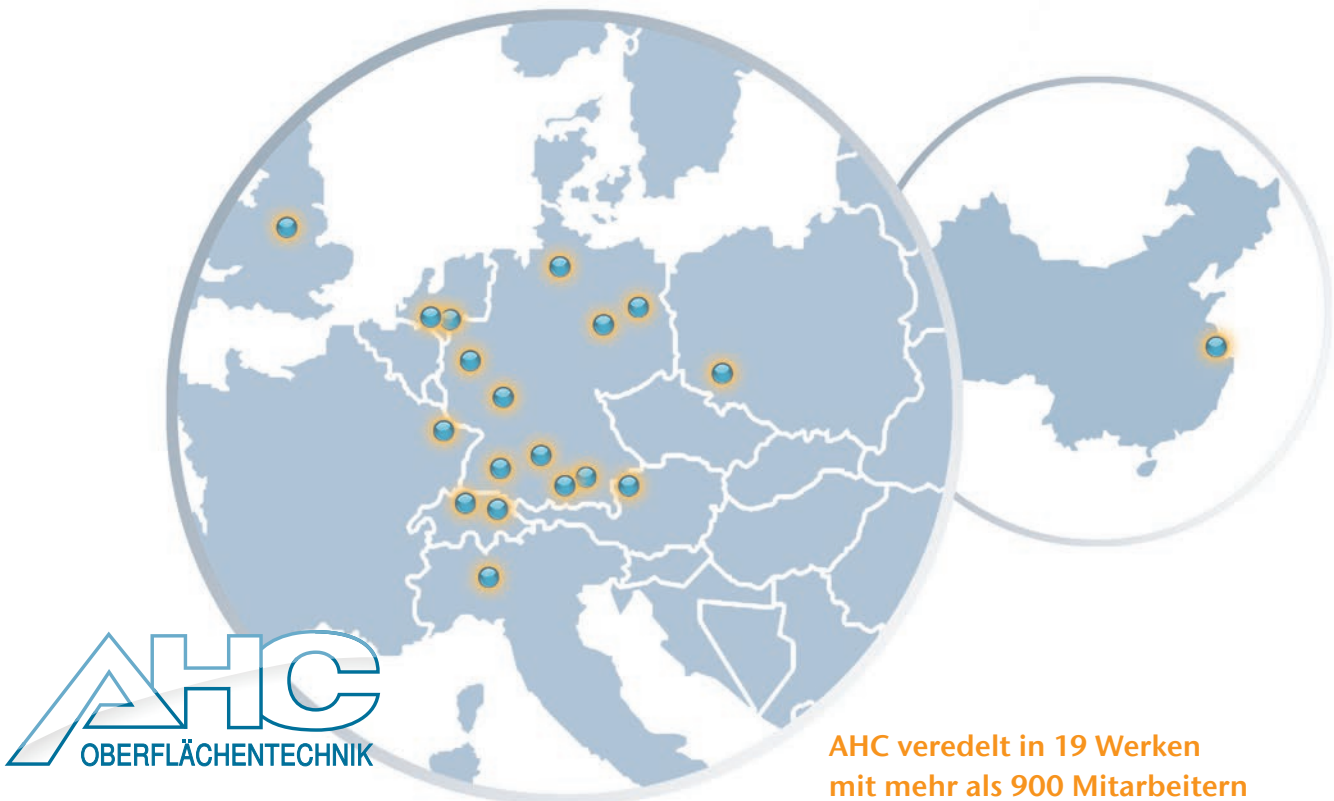 AHC
OBERFLÄCHENTECHNIK
AHC veredelt in 19 Werken
mit mehr als 900 Mitarbeitern